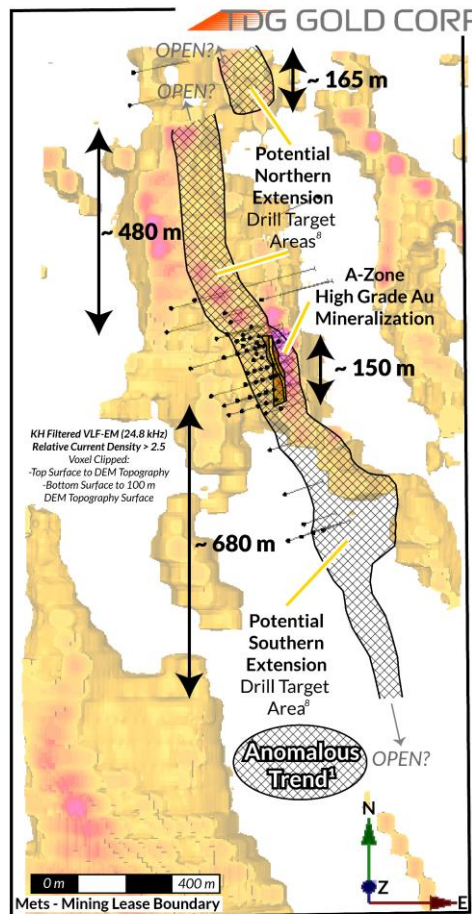 TDG GOLD CORP
OPEN?
~ 165 m
OPEN?
Potential
Northern
Extension
Drill Target
Areas⁸
~ 480 m
A-Zone
High Grade Au
Mineralization
~ 150 m
KH Filtered VLF-EM (24.8 kHz)
Relative Current Density > 2.5
Voxel Clipped:
-Top Surface to DEM Topography
-Bottom Surface to 100 m
DEM Topography Surface
~ 680 m
Potential
Southern
Extension
Drill Target
Area⁸
Anomalous
Trend¹
OPEN?
N
Z
E
0 m 400 m
Mets - Mining Lease Boundary